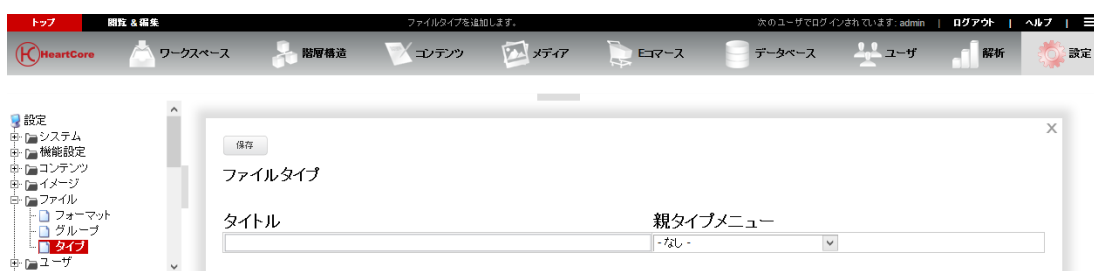 トップ 閲覧 & 編集 ファイルタイプを追加します。 次のユーザでログインされています: admin | ログアウト | ヘルプ |
HeartCore ワークスペース 階層構造 コンテンツ メディア Eコマース データベース ユーザ 解析 設定
設定
システム
機能設定
コンテンツ
イメージ
ファイル
フォーマット
グループ
タイプ
ユーザ
保存
X
ファイルタイプ
タイトル 親タイプメニュー
- なし -